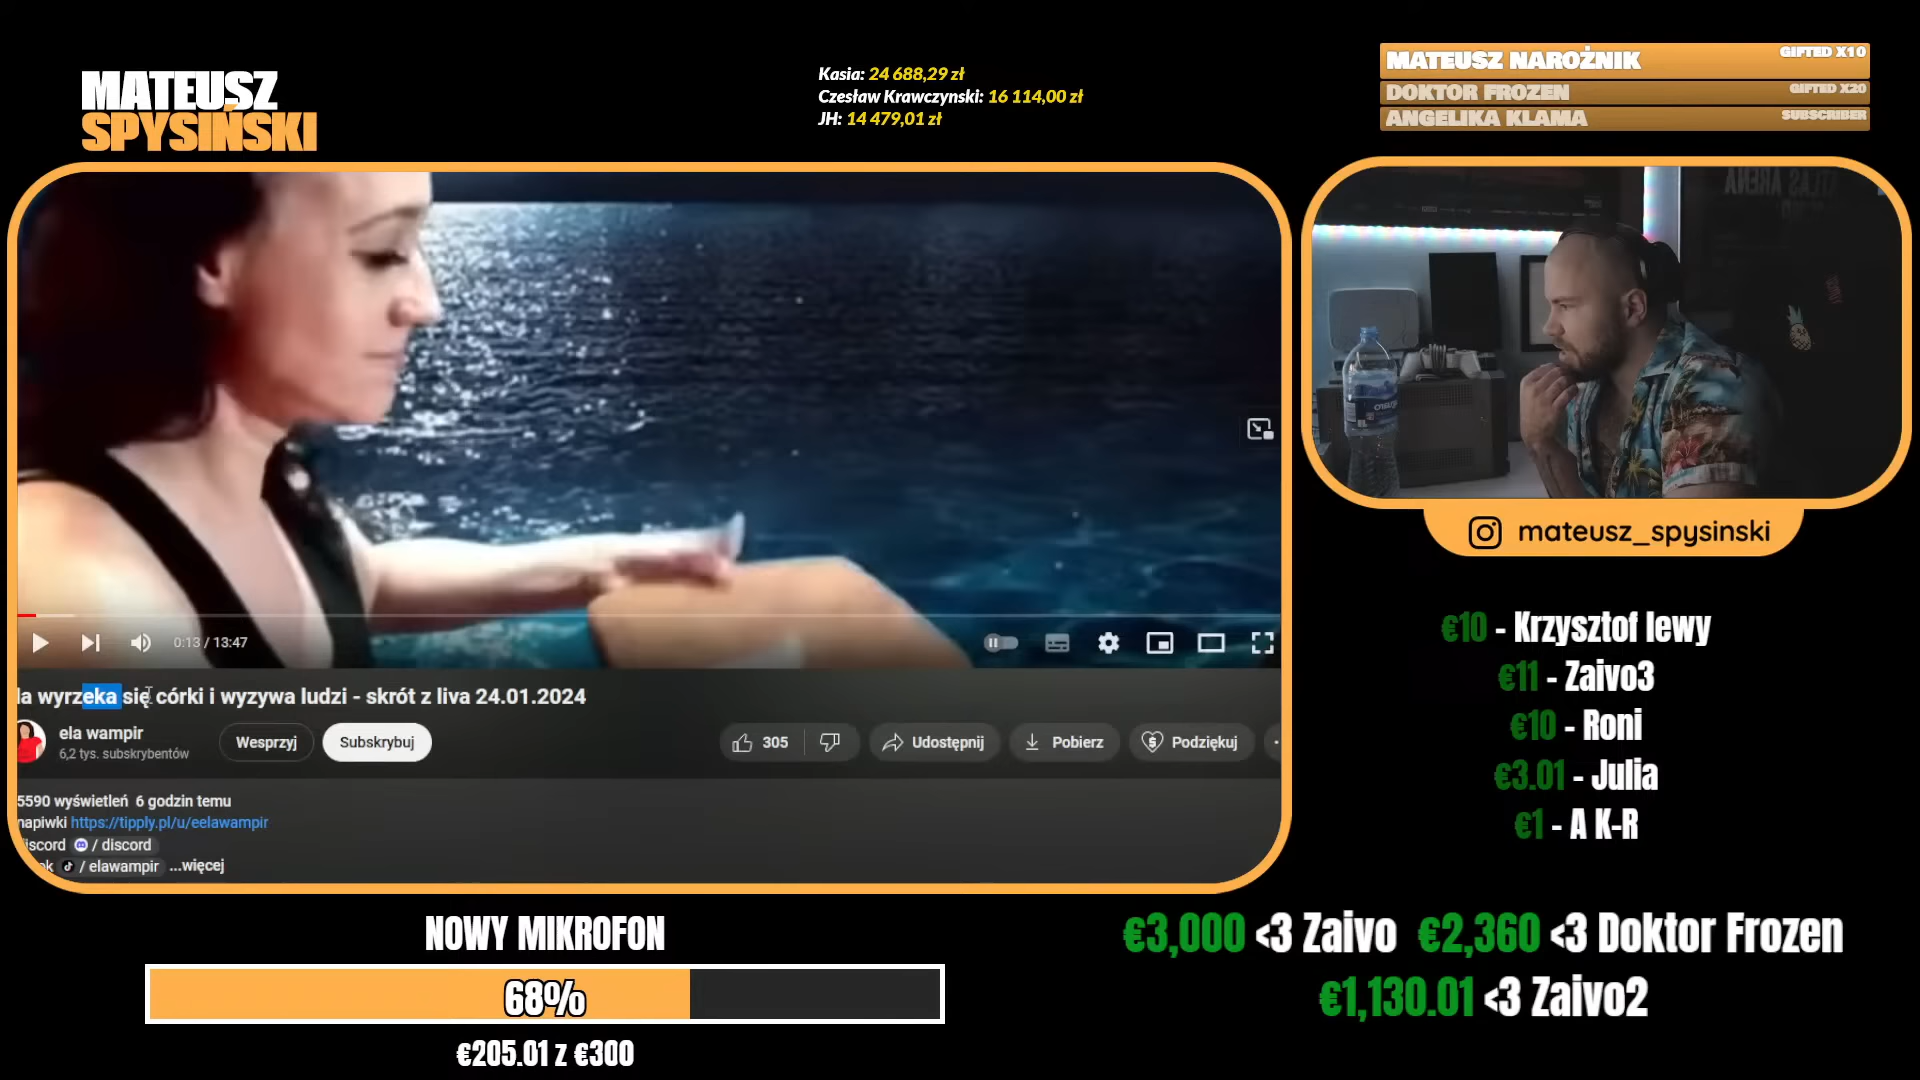 MATEUSZ
SPYSIŃSKI
Kasia: 24 688,29 zł
Czesław Krawczynski: 16 114,00 zł
JH: 14 479,01 zł
MATEUSZ NAROŻNIK GIFTED X10
DOKTOR FROZEN GIFTED X20
ANGELIKA KLAMA SUBSCRIBER
0:13 / 13:47
la wyrzeka się córki i wyzywa ludzi - skrót z liva 24.01.2024
ela wampir
6,2 tys. subskrybentów
Wesprzyj
Subskrybuj
305
Udostępnij
Pobierz
Podziękuj
5590 wyświetleń 6 godzin temu
napiwki https://tipply.pl/u/eelawampir
iscord / discord
ok / elawampir ...więcej
mateusz_spysinski
€10 - Krzysztof lewy
€11 - Zaivo3
€10 - Roni
€3.01 - Julia
€1 - A K-R
NOWY MIKROFON
68%
€205.01 z €300
€3,000 <3 Zaivo €2,360 <3 Doktor Frozen
€1,130.01 <3 Zaivo2